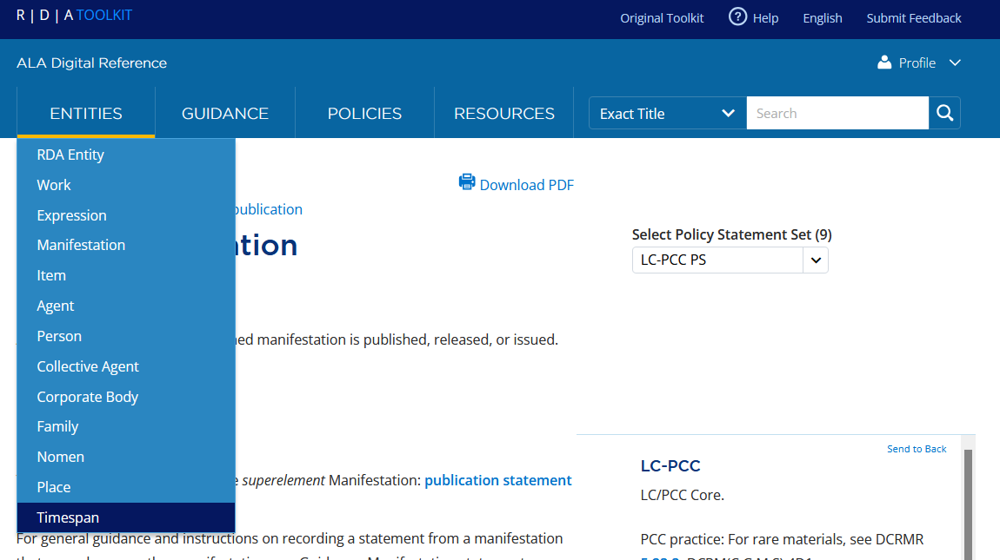 R | D | A TOOLKIT
Original Toolkit
Help
English
Submit Feedback
ALA Digital Reference
Profile
ENTITIES
GUIDANCE
POLICIES
RESOURCES
Exact Title
Search
RDA Entity
Work
Expression
Manifestation
Item
Agent
Person
Collective Agent
Corporate Body
Family
Nomen
Place
Timespan
Download PDF
publication
Select Policy Statement Set (9)
LC-PCC PS
manifestation is published, released, or issued.
superelement Manifestation: publication statement
For general guidance and instructions on recording a statement from a manifestation
Send to Back
LC-PCC
LC/PCC Core.
PCC practice: For rare materials, see DCRMR